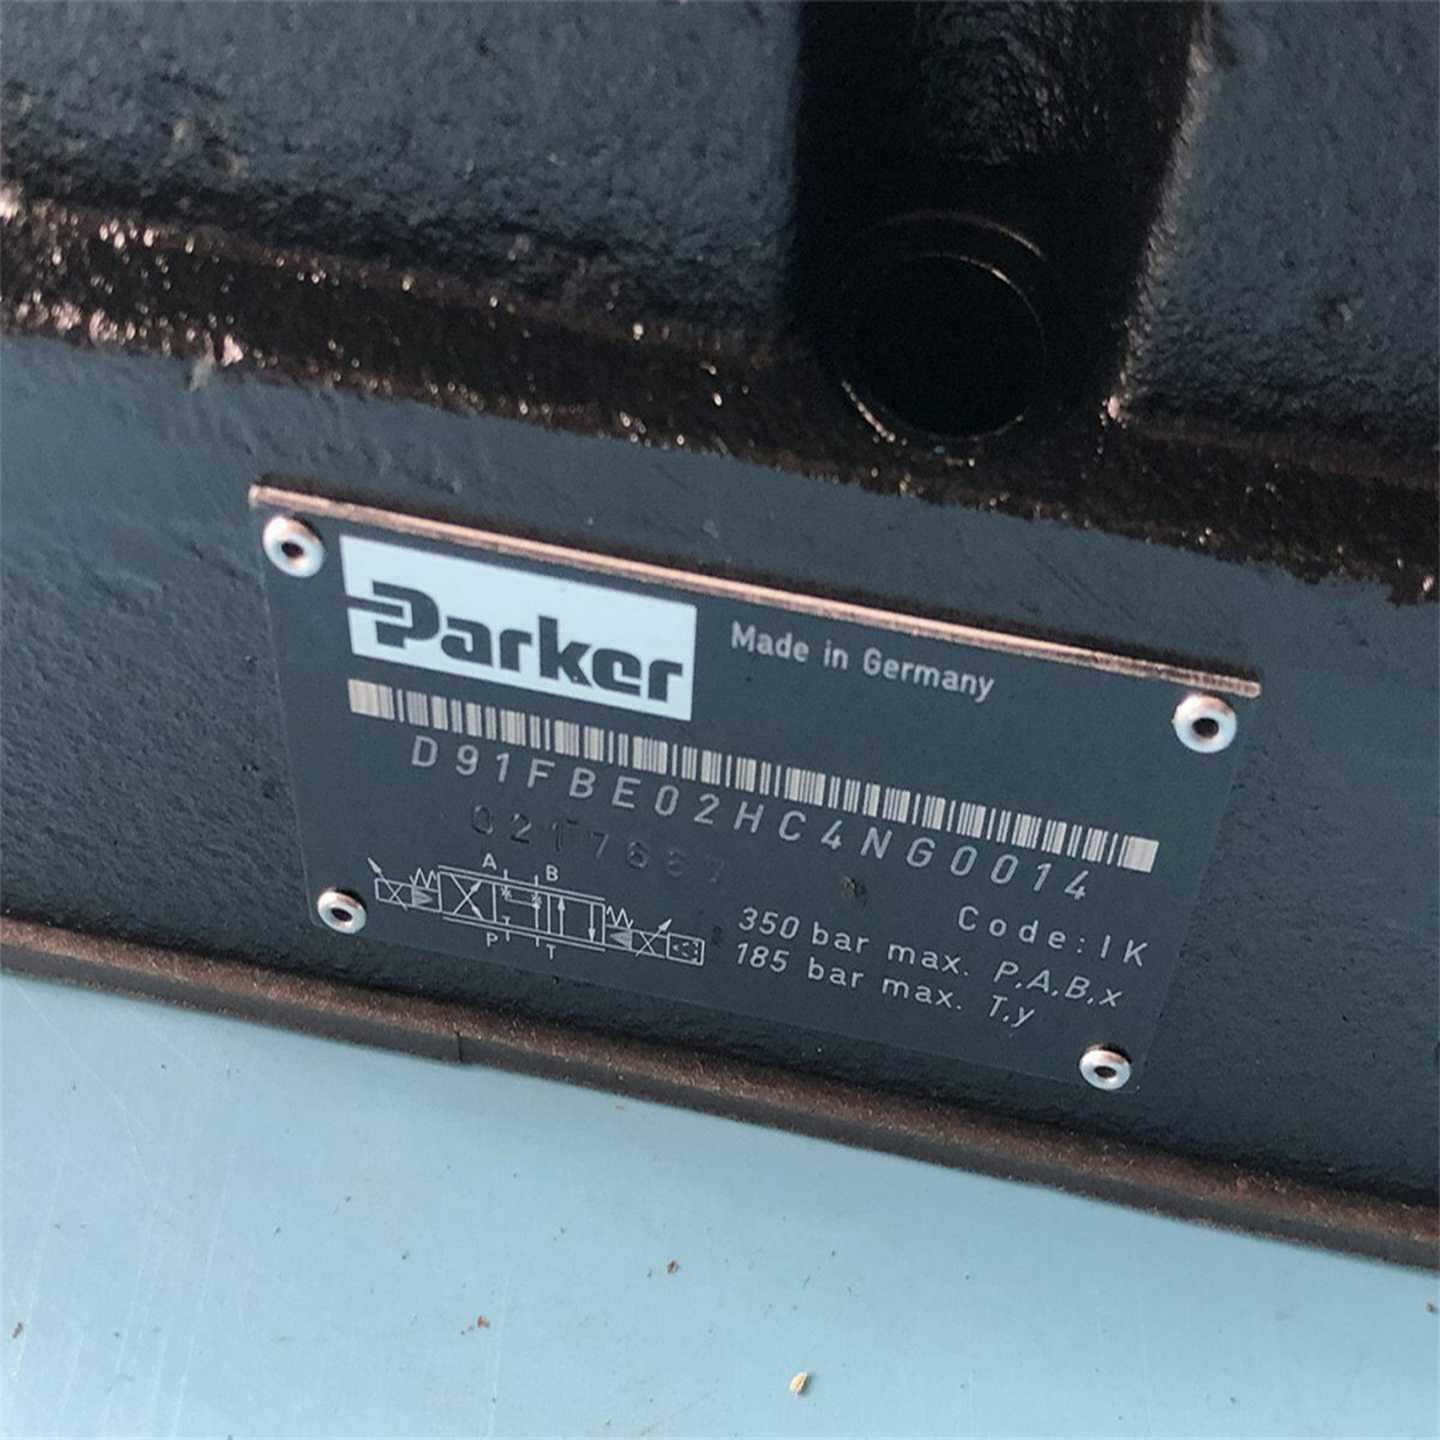 Parker
Made in Germany
D91FBE02HC4NG0014
Code: IK
A B
P T
350 bar max. P,A,B,x
185 bar max. T,y